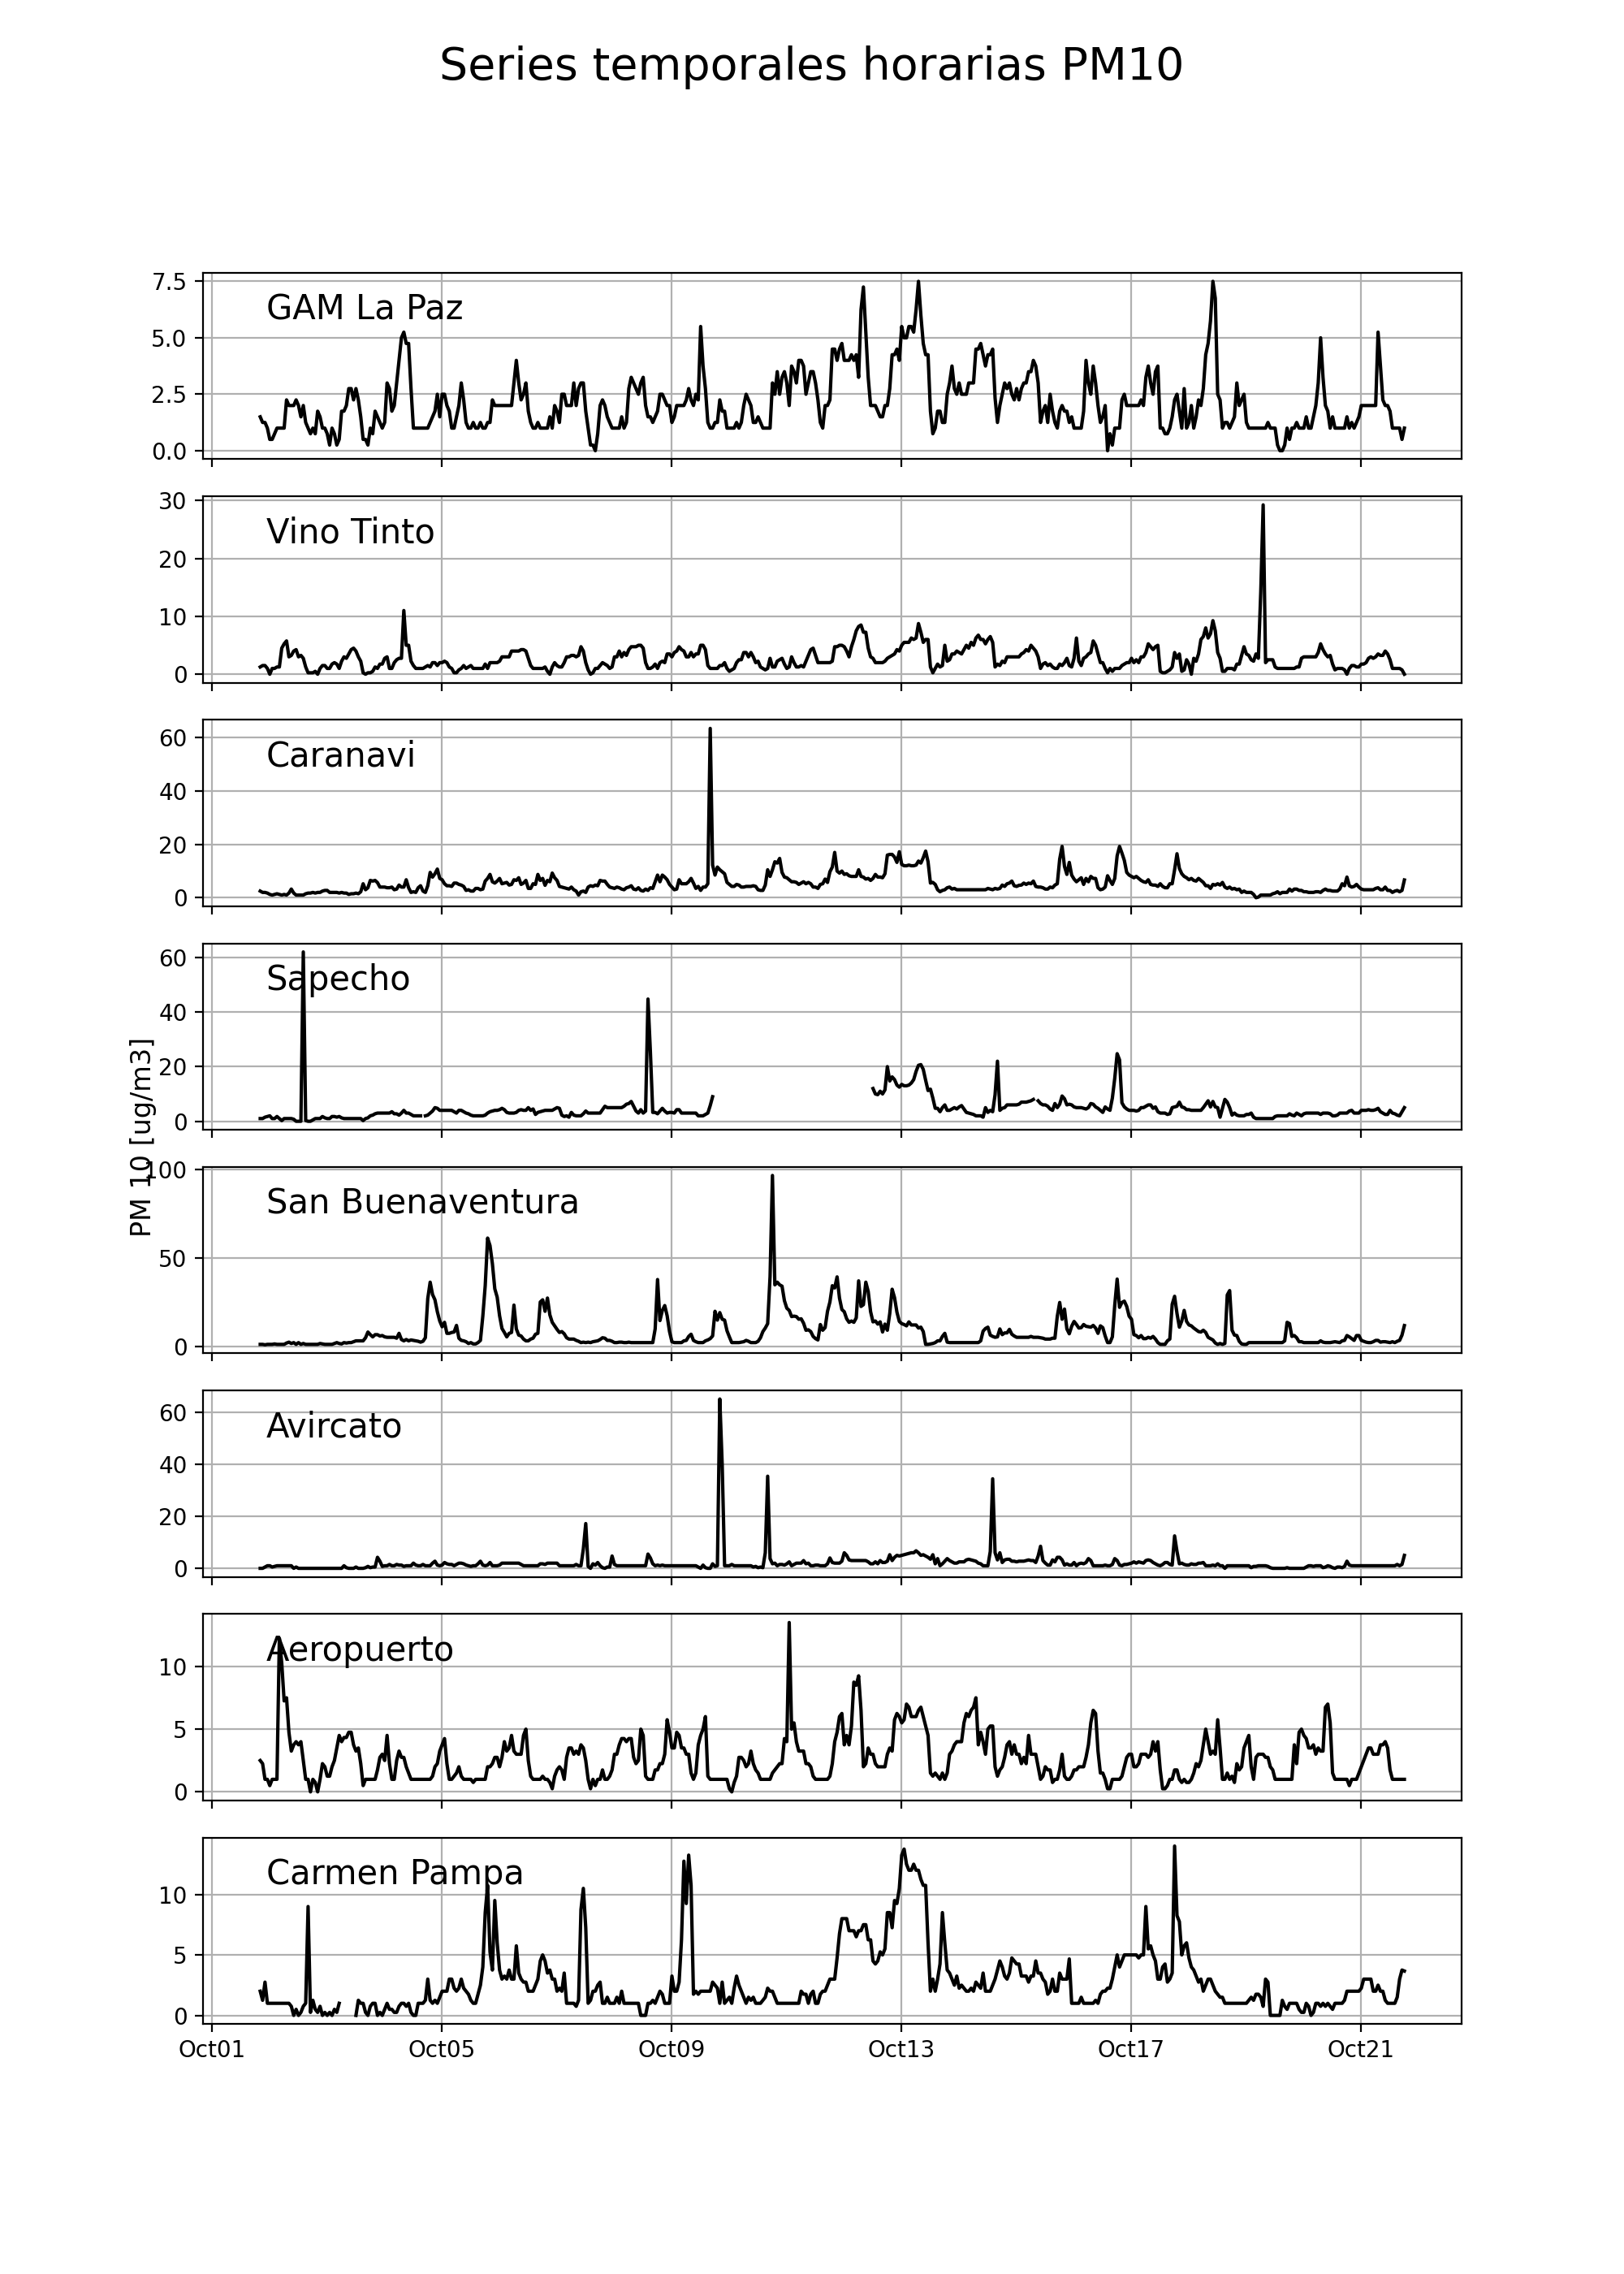 Series temporales horarias PM10
PM 10 [ug/m3]
GAM La Paz
7.5
5.0
2.5
0.0
Vino Tinto
30
20
10
0
Caranavi
60
40
20
0
Sapecho
60
40
20
0
San Buenaventura
100
50
0
Avircato
60
40
20
0
Aeropuerto
10
5
0
Carmen Pampa
10
5
0
Oct01 Oct05 Oct09 Oct13 Oct17 Oct21